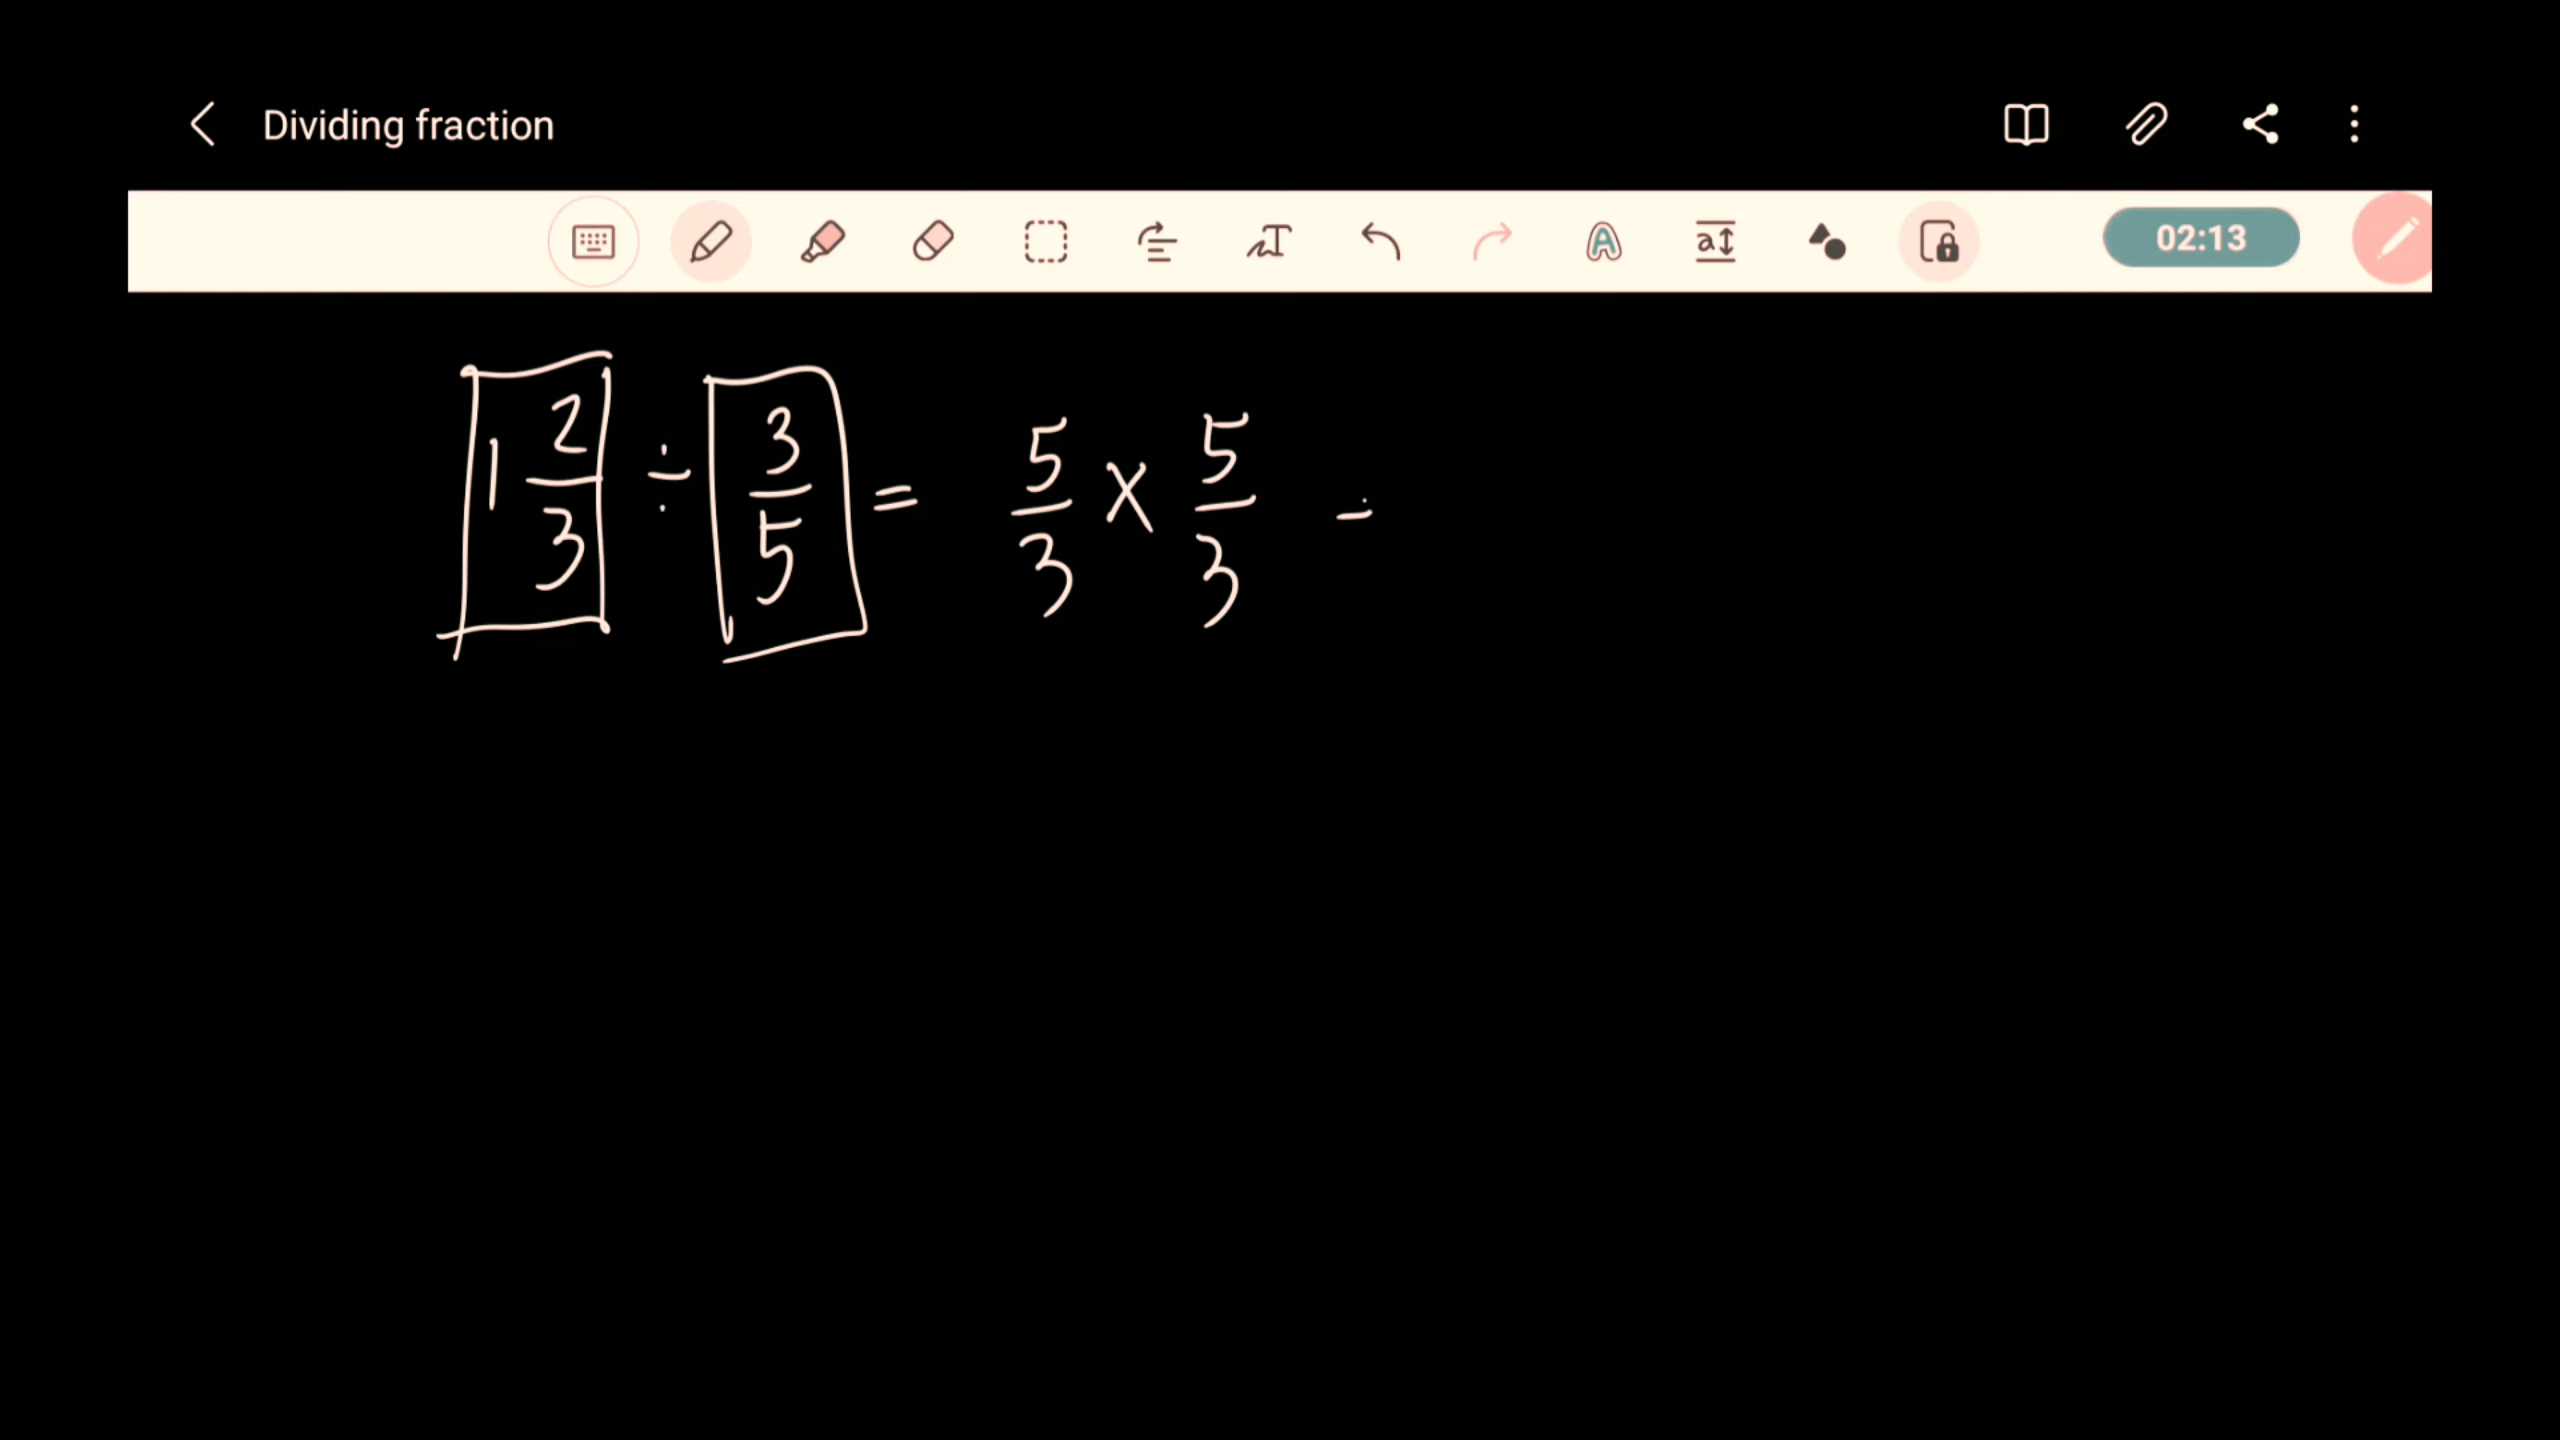 Dividing fraction
02:13
1 2/3 ÷ 3/5 = 5/3 × 5/3 -